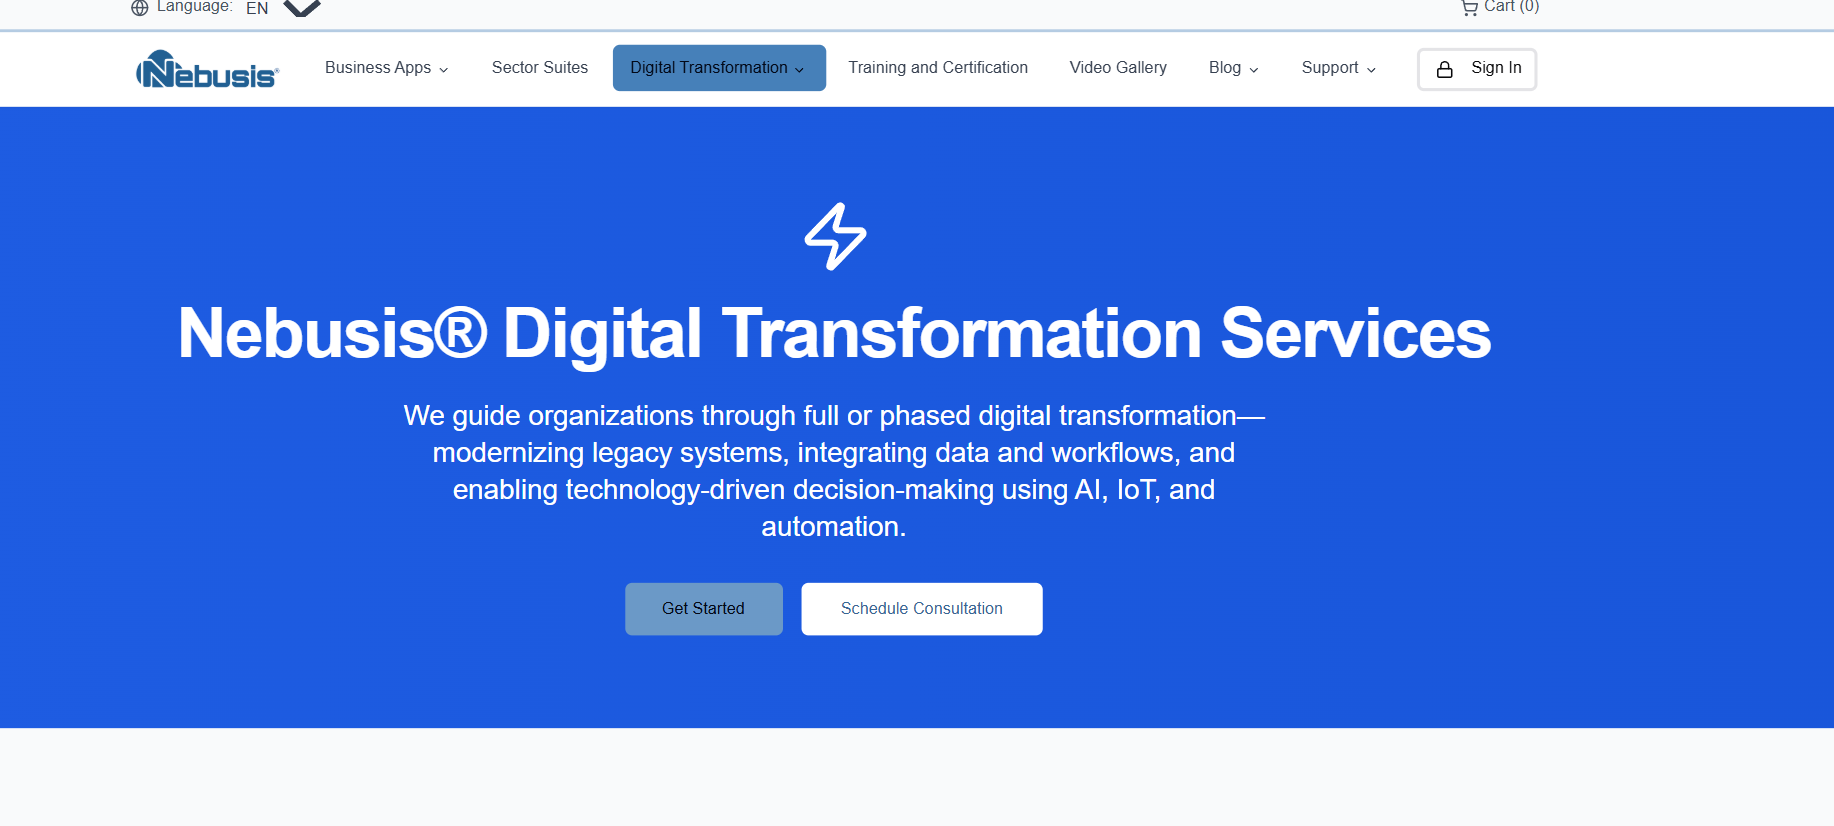 Language: EN
Cart (0)
Nebusis®
Business Apps
Sector Suites
Digital Transformation
Training and Certification
Video Gallery
Blog
Support
Sign In
Nebusis® Digital Transformation Services
We guide organizations through full or phased digital transformation—
modernizing legacy systems, integrating data and workflows, and
enabling technology-driven decision-making using AI, IoT, and
automation.
Get Started
Schedule Consultation